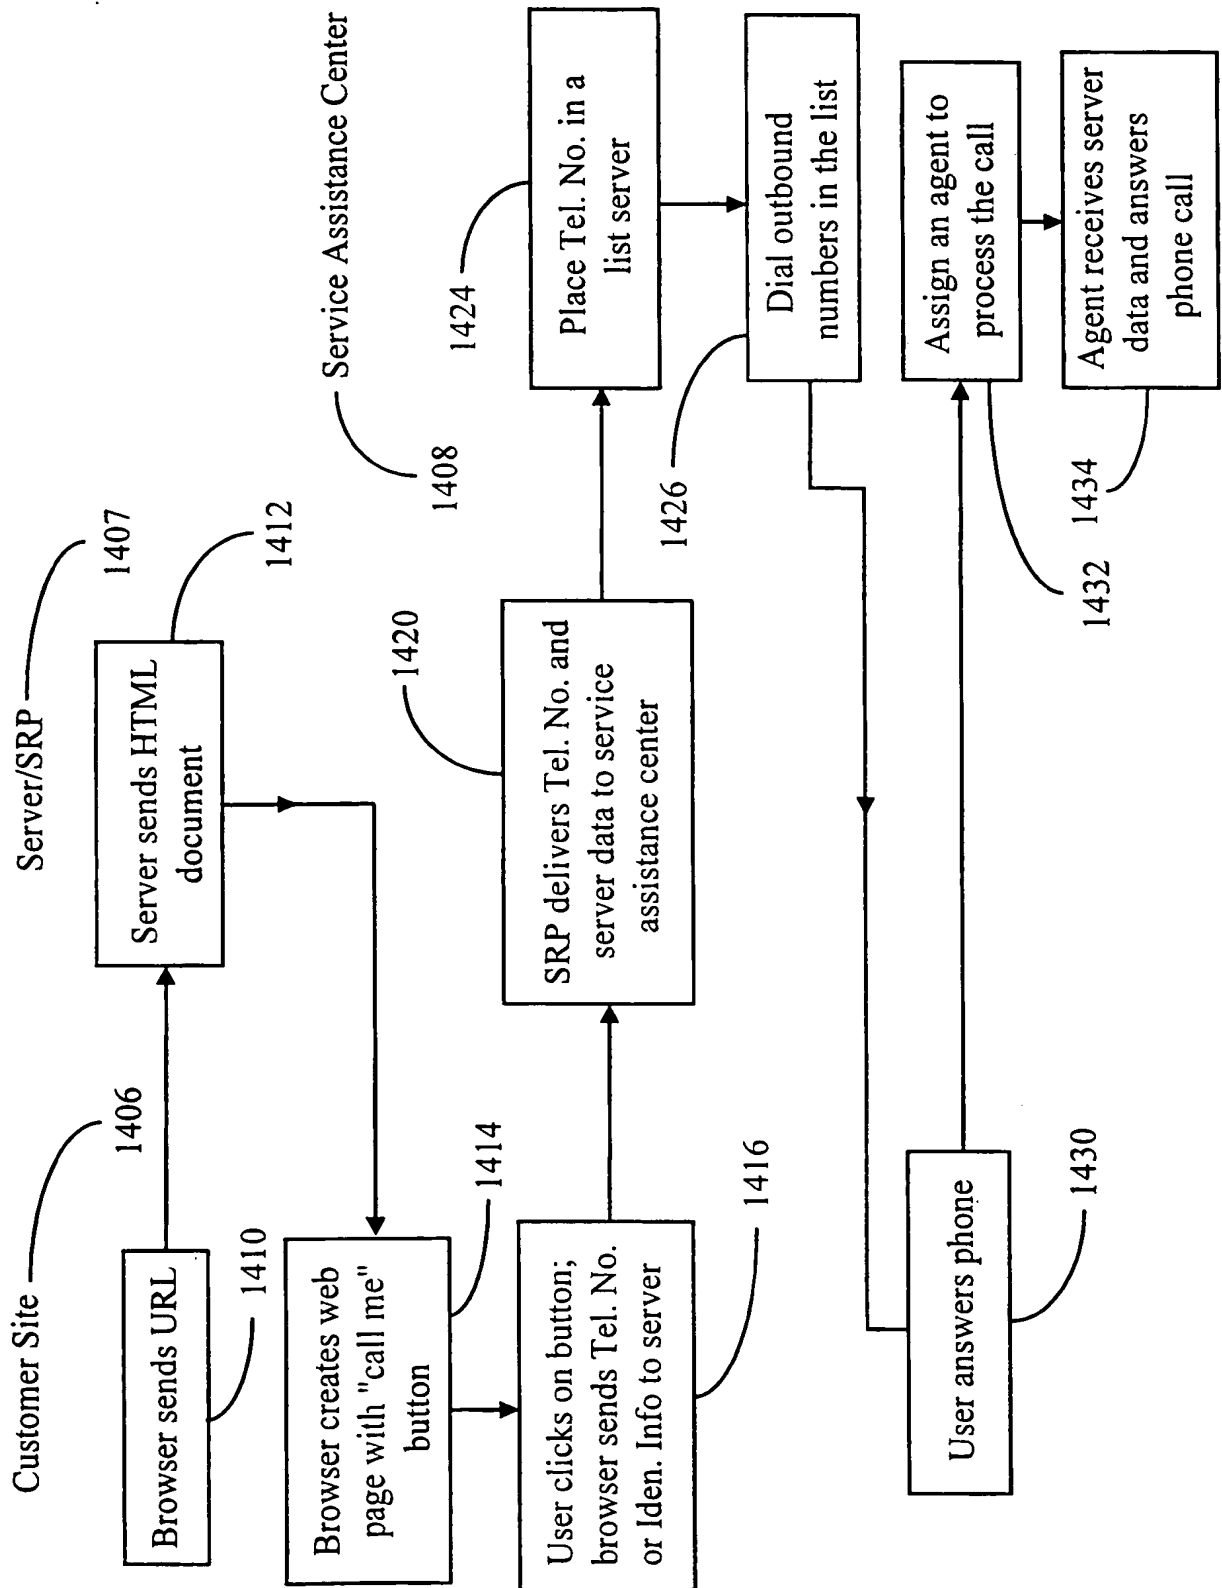 Customer Site
1406
Server/SRP
1407
Service Assistance Center
1408
Browser sends URL
1410
Server sends HTML
document
1412
Browser creates web
page with "call me"
button
1414
User clicks on button;
browser sends Tel. No.
or Iden. Info to server
1416
SRP delivers Tel. No. and
server data to service
assistance center
1420
Place Tel. No. in a
list server
1424
Dial outbound
numbers in the list
1426
User answers phone
1430
Assign an agent to
process the call
1432
Agent receives server
data and answers
phone call
1434